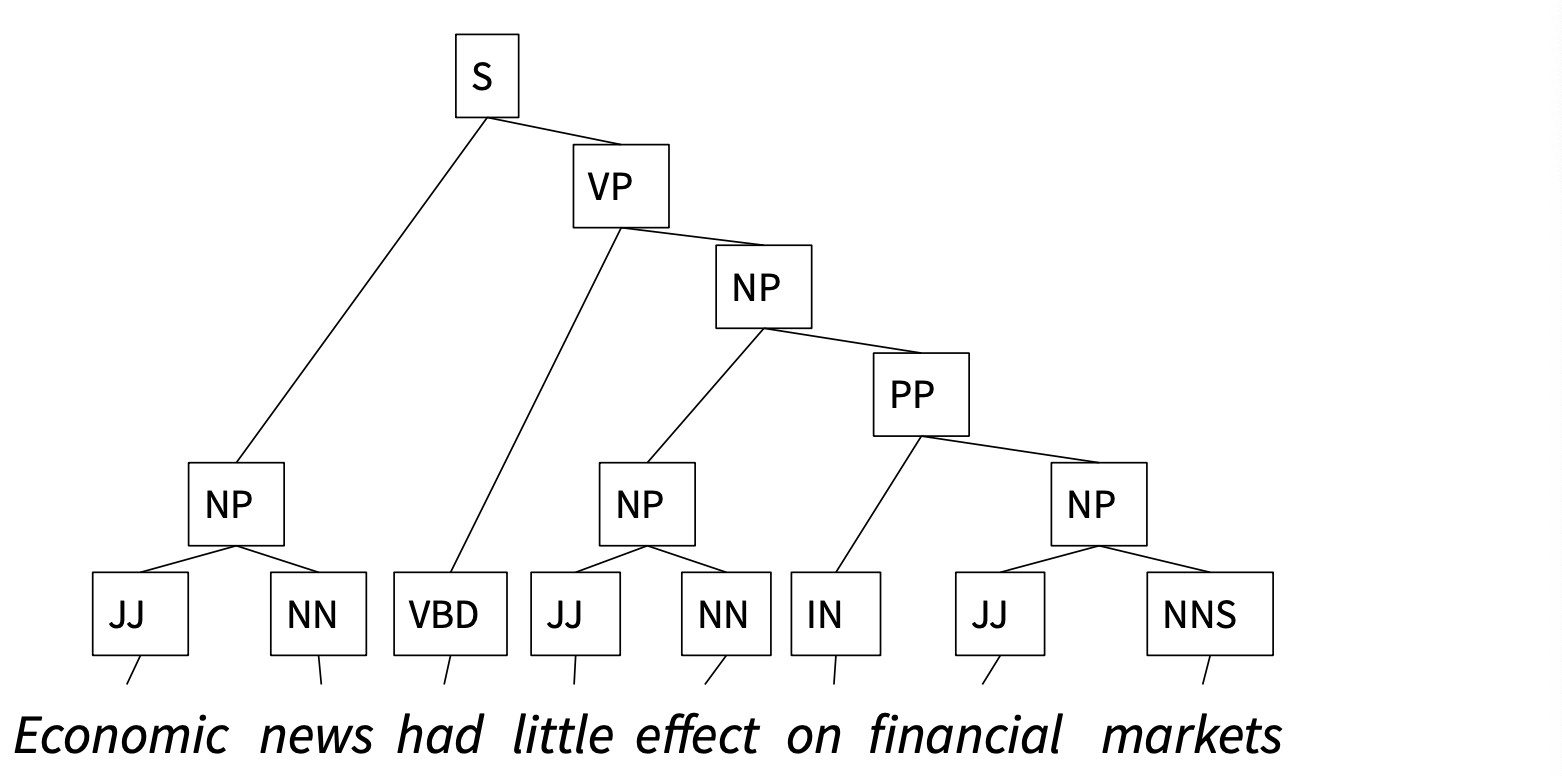 S
VP
NP
PP
NP NP NP
JJ NN VBD JJ NN IN JJ NNS
Economic news had little effect on financial markets